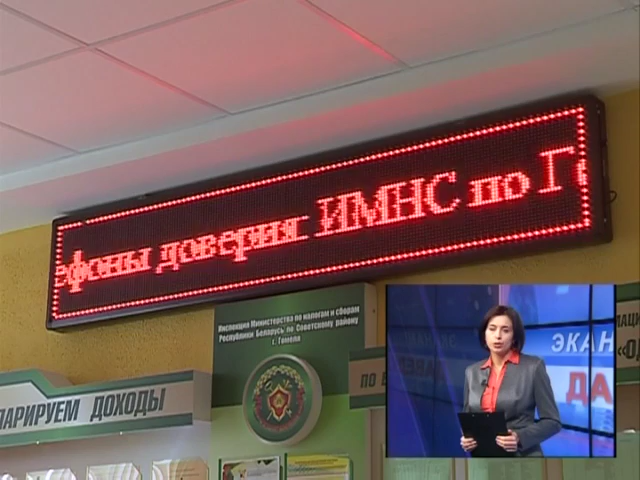 ефоны доверия: ИМНС по Г
Инспекция Министерства по налогам и сборам
Республики Беларусь по Советскому району
г. Гомеля
ЛАРИРУЕМ ДОХОДЫ
ПО В
ЭКАН
ДА